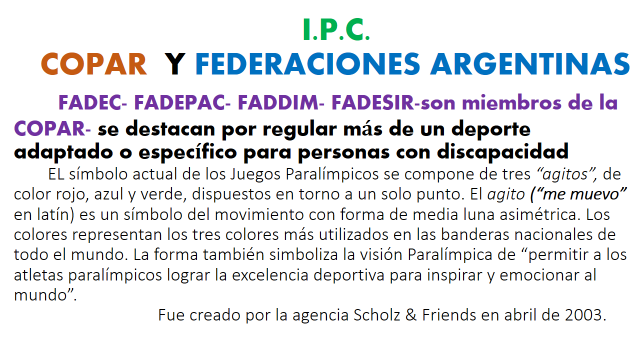 I.P.C.
COPAR Y FEDERACIONES ARGENTINAS
FADEC- FADEPAC- FADDIM- FADESIR-son miembros de la
COPAR- se destacan por regular más de un deporte
adaptado o específico para personas con discapacidad
EL símbolo actual de los Juegos Paralímpicos se compone de tres “agitos”, de
color rojo, azul y verde, dispuestos en torno a un solo punto. El agito (“me muevo”
en latín) es un símbolo del movimiento con forma de media luna asimétrica. Los
colores representan los tres colores más utilizados en las banderas nacionales de
todo el mundo. La forma también simboliza la visión Paralímpica de “permitir a los
atletas paralímpicos lograr la excelencia deportiva para inspirar y emocionar al
mundo”.
Fue creado por la agencia Scholz & Friends en abril de 2003.